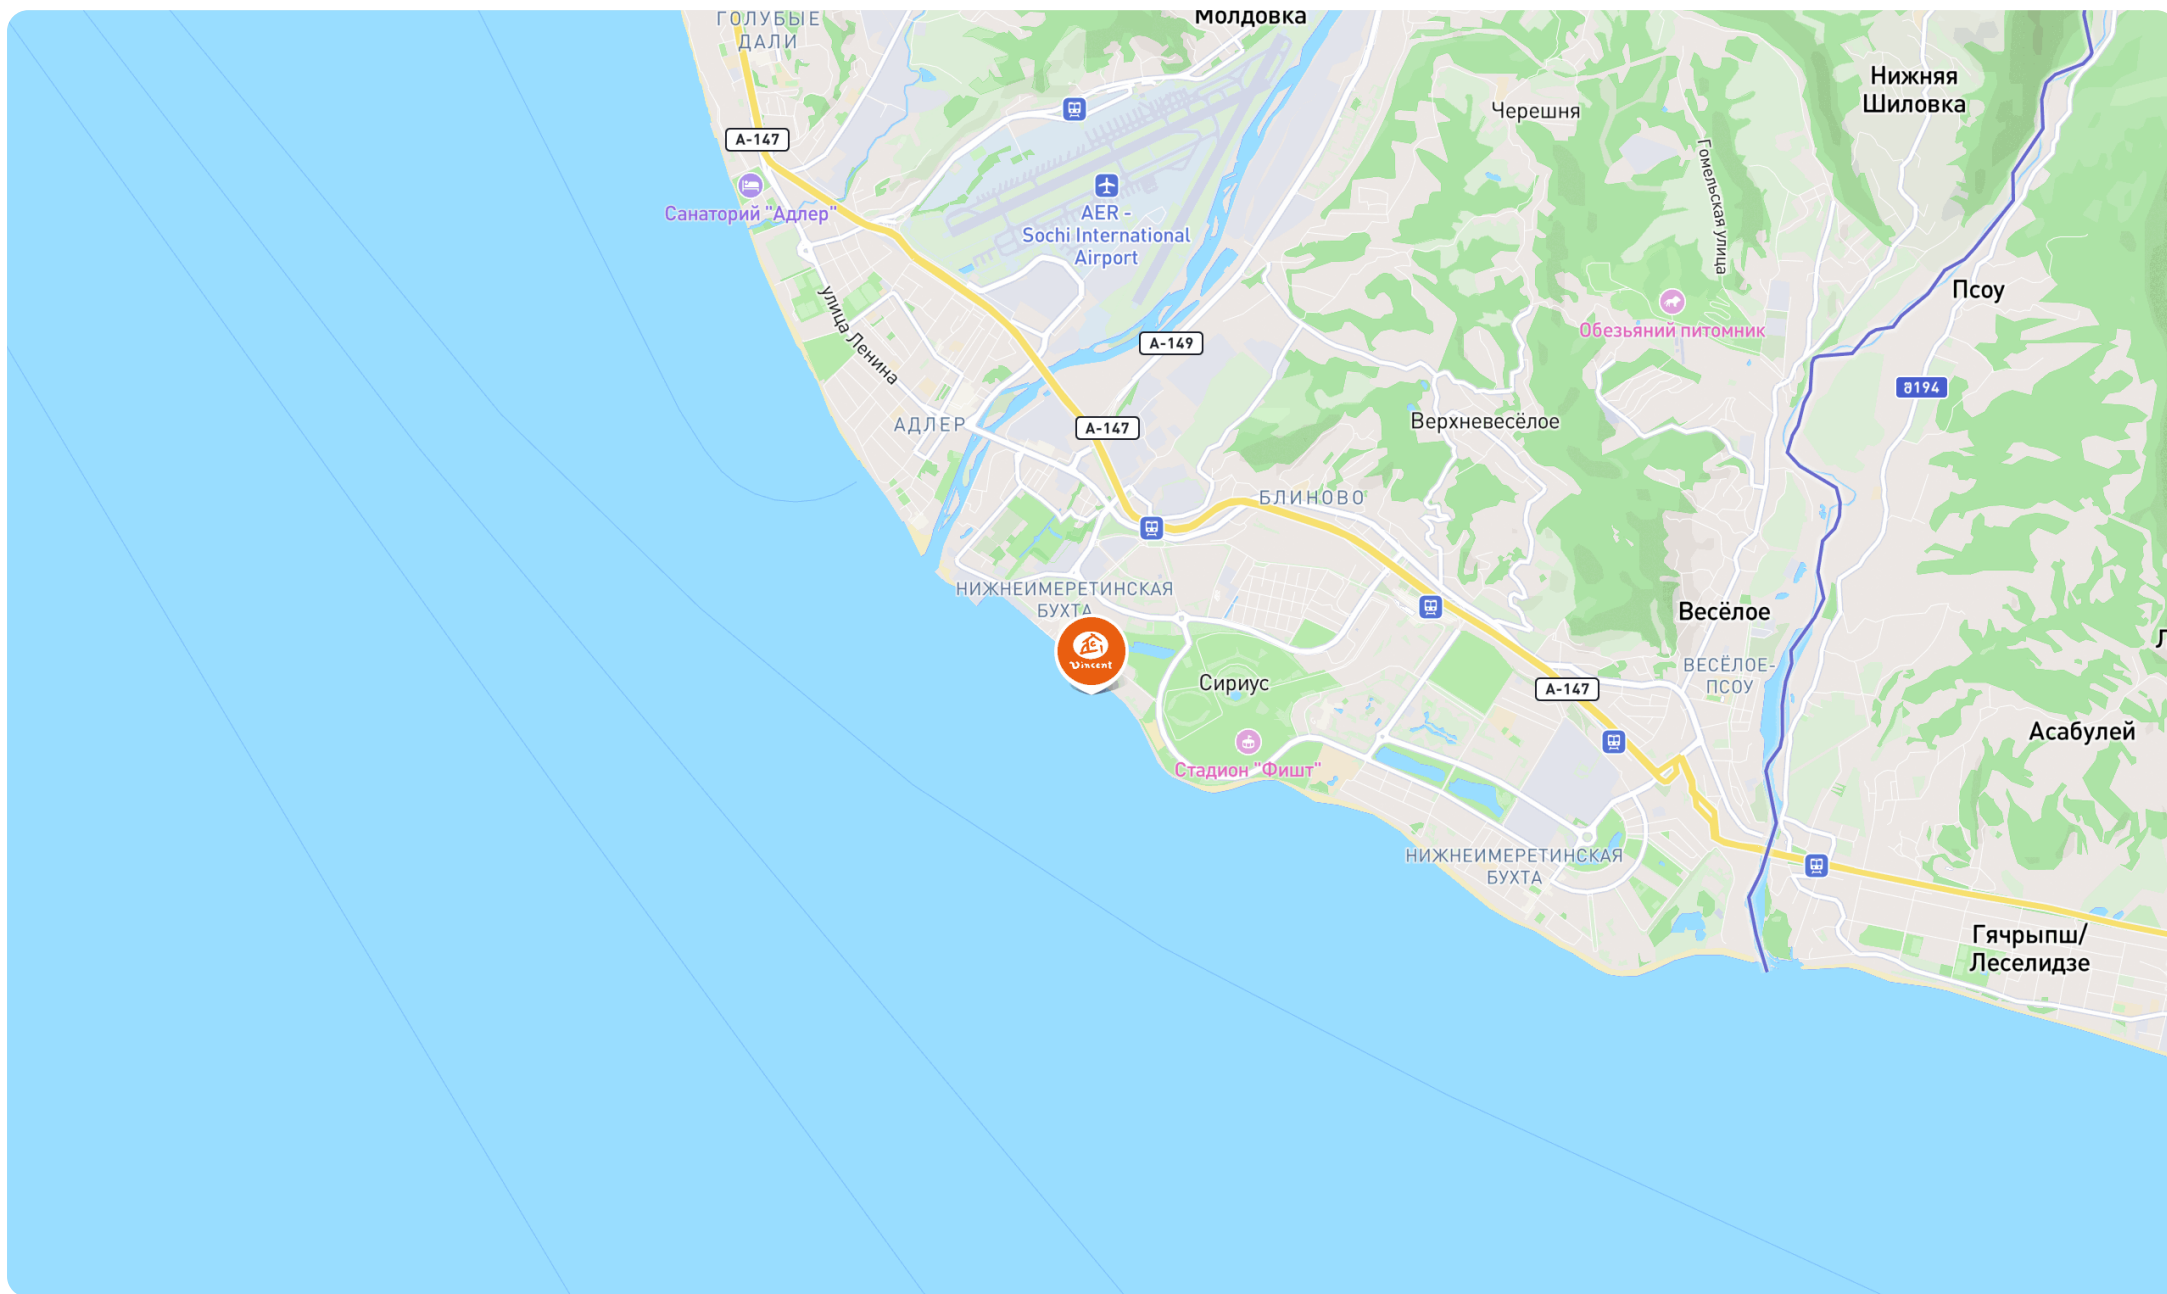 ГОЛУБЫЕ
ДАЛИ
Молдовка
Нижняя
Шиловка
Черешня
А-147
Гомельская улица
Санаторий "Адлер"
AER -
Sochi International
Airport
Псоу
улица Ленина
Обезьяний питомник
А-149
მ194
АДЛЕР
А-147
Верхневесёлое
БЛИНОВО
НИЖНЕИМЕРЕТИНСКАЯ
БУХТА
Vincent
Весёлое
ВЕСЁЛОЕ-
ПСОУ
Сириус
А-147
Асабулей
Стадион "Фишт"
НИЖНЕИМЕРЕТИНСКАЯ
БУХТА
Гячрыпш/
Леселидзе